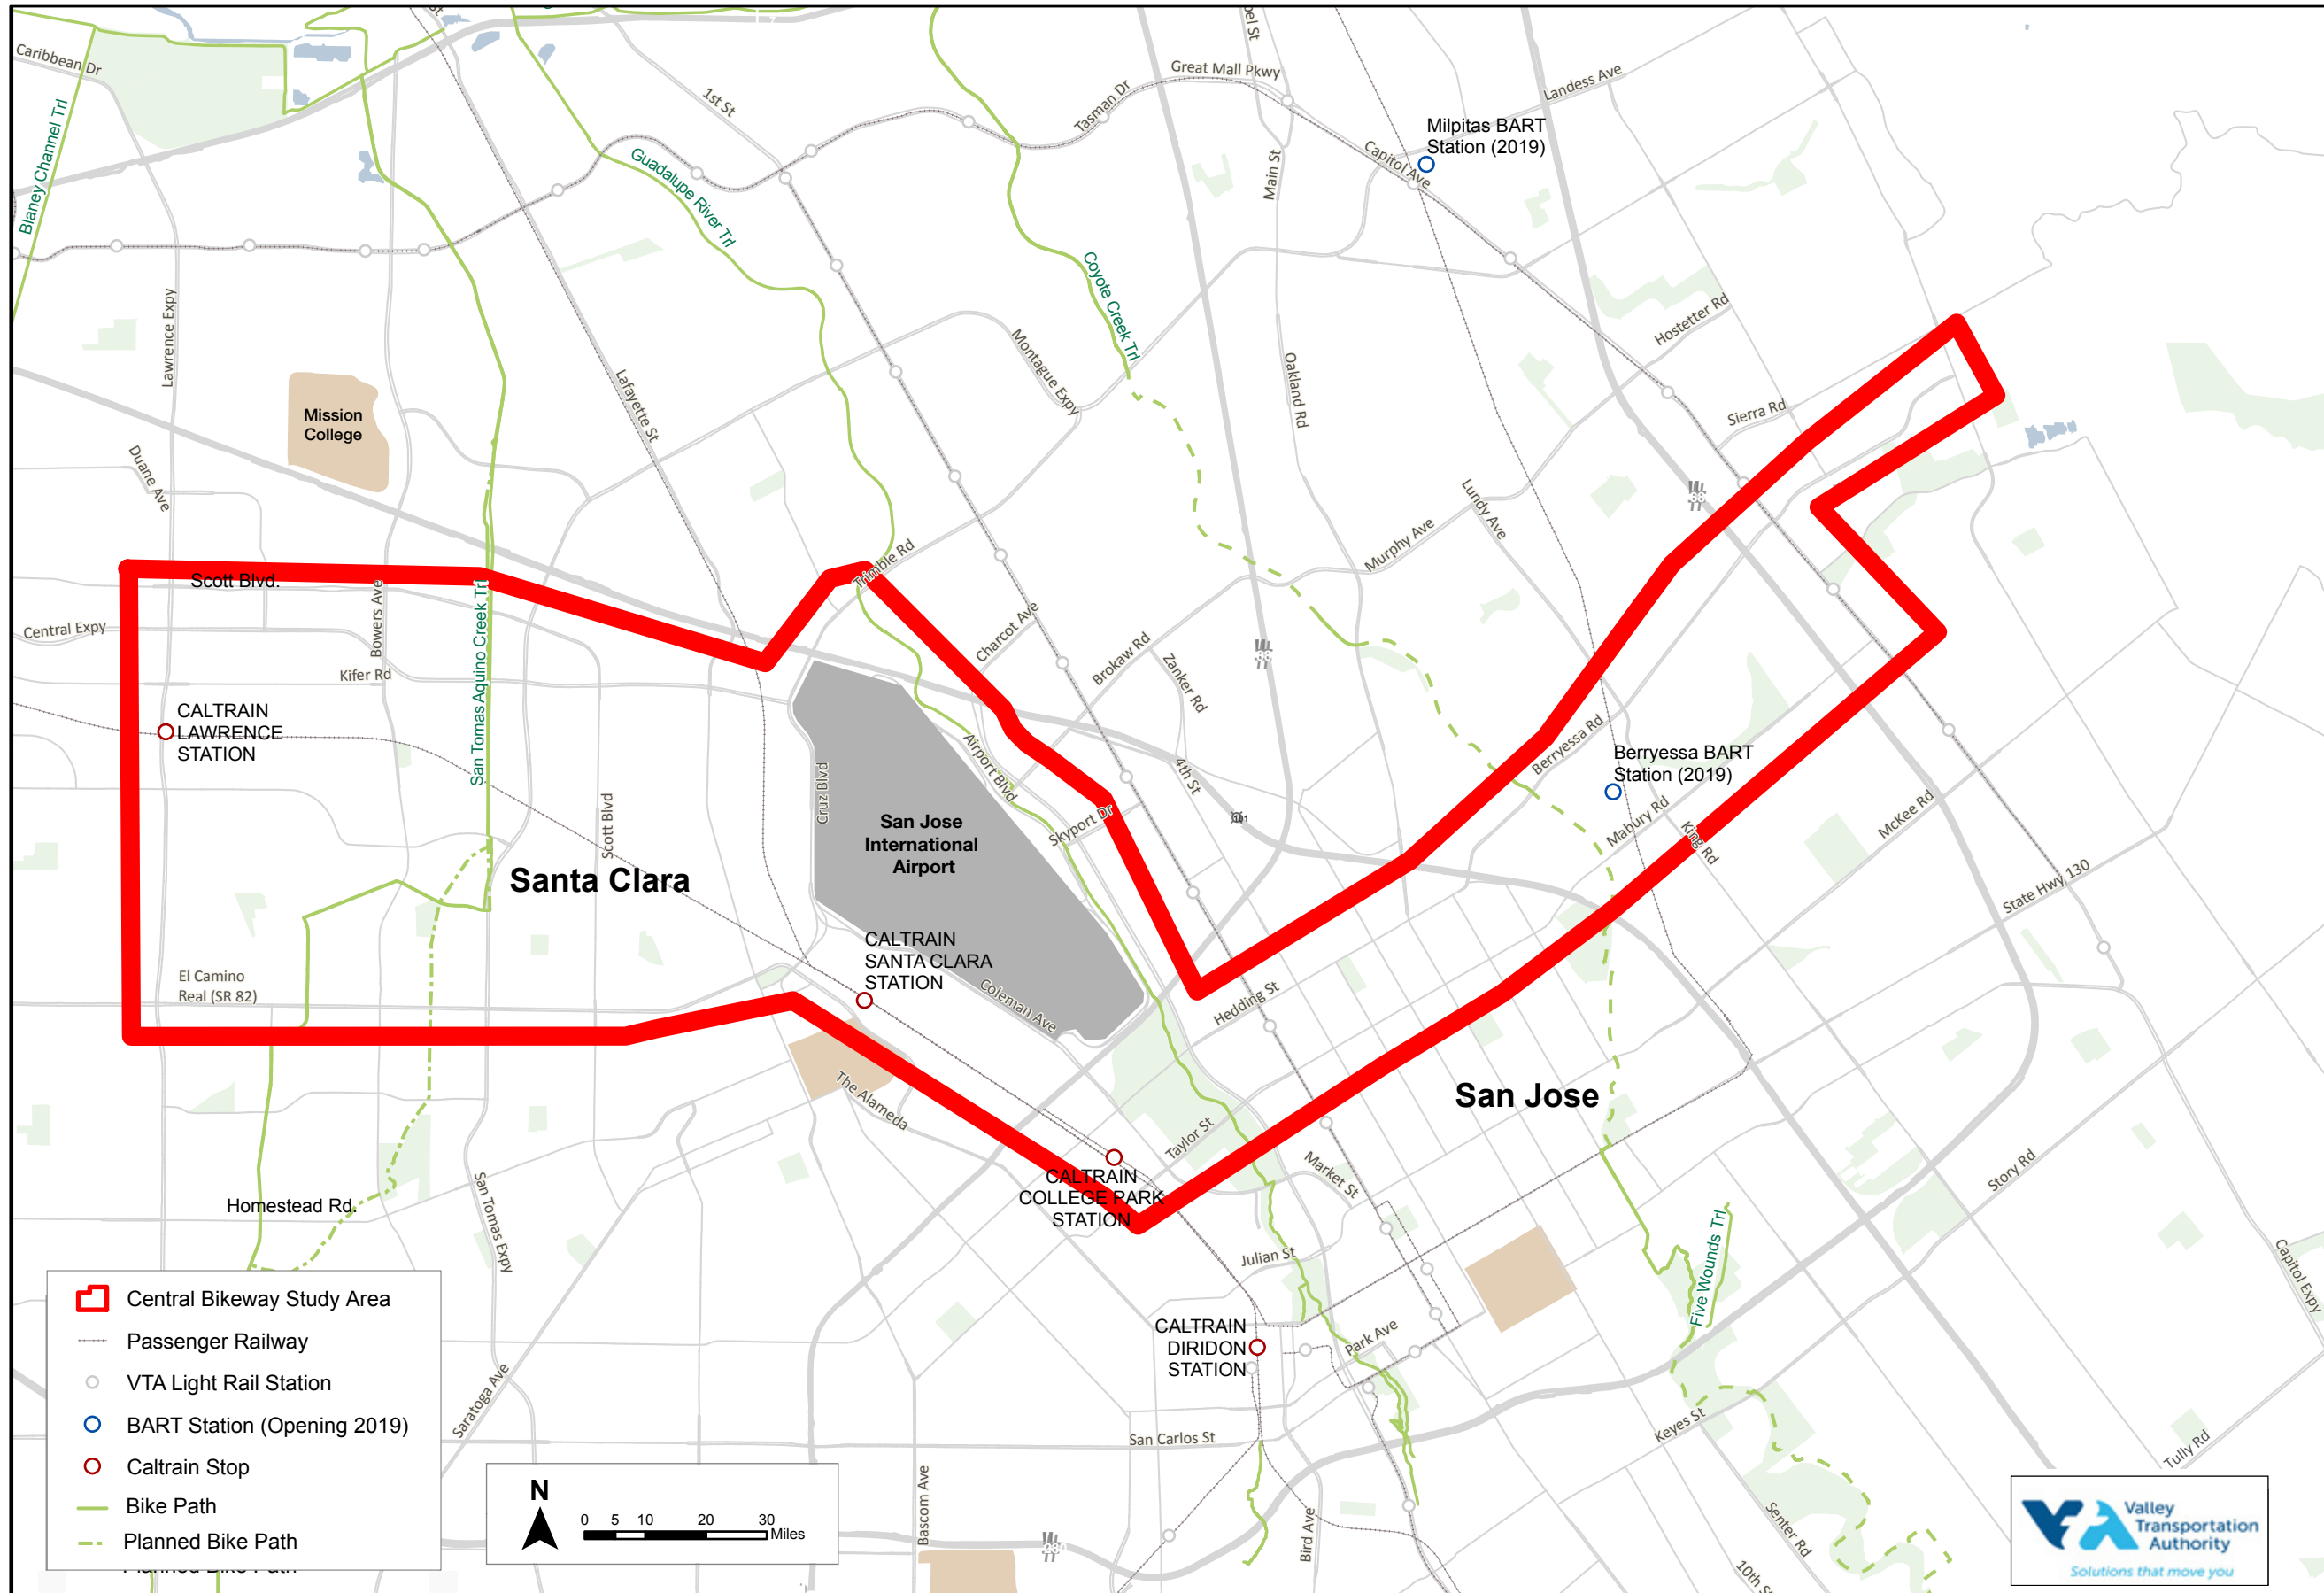 Caribbean Dr
Blaney Channel Trl
1st St
Great Mall Pkwy
Tasman Dr
Landess Ave
Milpitas BART
Station (2019)
Main St
Capitol Ave
Guadalupe River Trl
Coyote Creek Trl
Lawrence Expy
Hostetter Rd
Montague Expy
Oakland Rd
Lafayette St
Mission
College
Sierra Rd
Duane Ave
Lundy Ave
Murphy Ave
Trimble Rd
Scott Blvd.
Bowers Ave
San Tomas Aquino Creek Trl
Central Expy
Charcot Ave
Kifer Rd
Brokaw Rd
Zanker Rd
CALTRAIN
LAWRENCE
STATION
Berryessa Rd
Airport Blvd
4th St
Berryessa BART
Station (2019)
Cruz Blvd
Scott Blvd
101
Skyport Dr
Mabury Rd
King Rd
McKee Rd
San Jose
International
Airport
Santa Clara
State Hwy 130
CALTRAIN
SANTA CLARA
STATION
El Camino
Real (SR 82)
Coleman Ave
Hedding St
San Jose
The Alameda
Taylor St
CALTRAIN
COLLEGE PARK
STATION
Market St
Story Rd
Homestead Rd.
San Tomas Expy
Julian St
Five Wounds Trl
Capitol Expy
CALTRAIN
DIRIDON
STATION
Park Ave
Saratoga Ave
San Carlos St
Keyes St
Tully Rd
Bascom Ave
Bird Ave
Senter Rd
10th S
280
Central Bikeway Study Area
Passenger Railway
VTA Light Rail Station
BART Station (Opening 2019)
Caltrain Stop
Bike Path
Planned Bike Path
N
0 5 10 20 30
Miles
VTA
Valley
Transportation
Authority
Solutions that move you